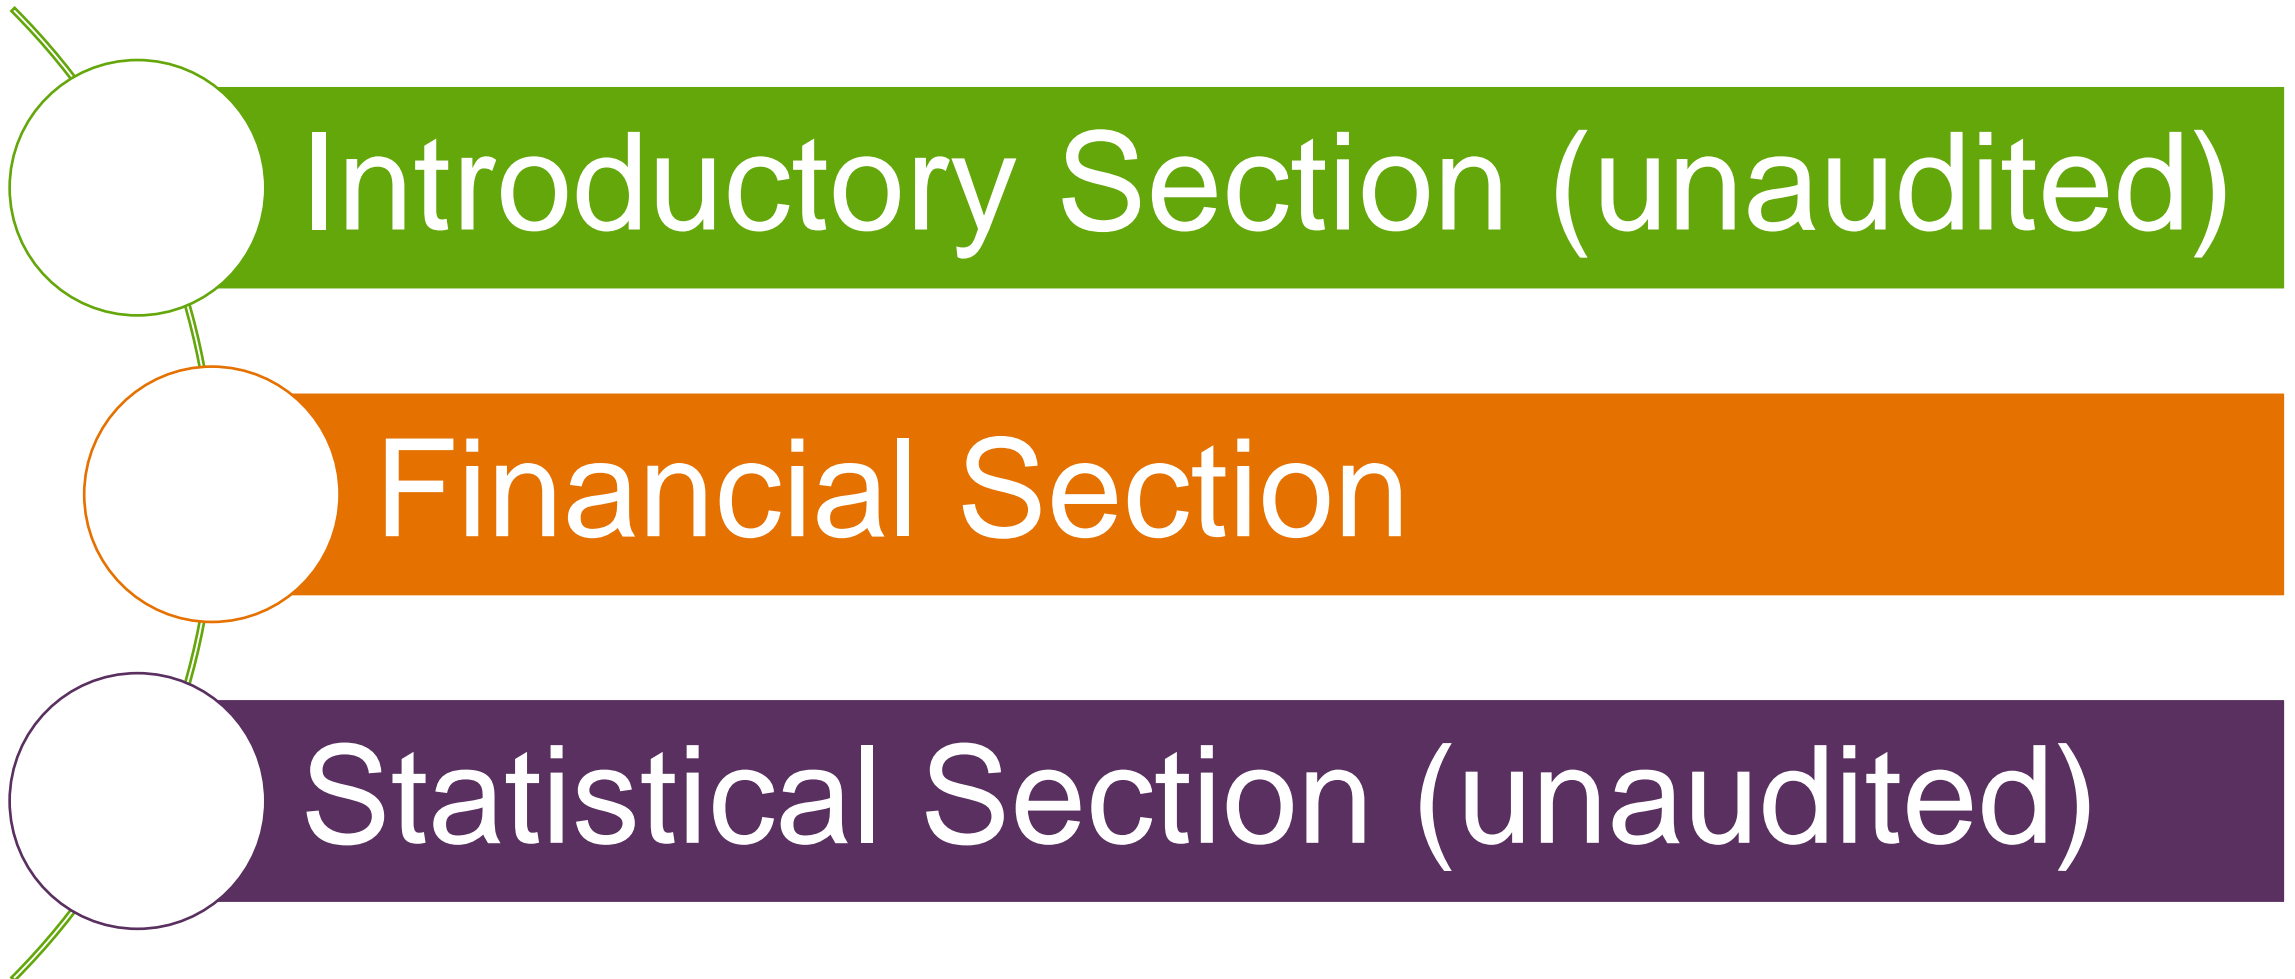 Introductory Section (unaudited)
Financial Section
Statistical Section (unaudited)